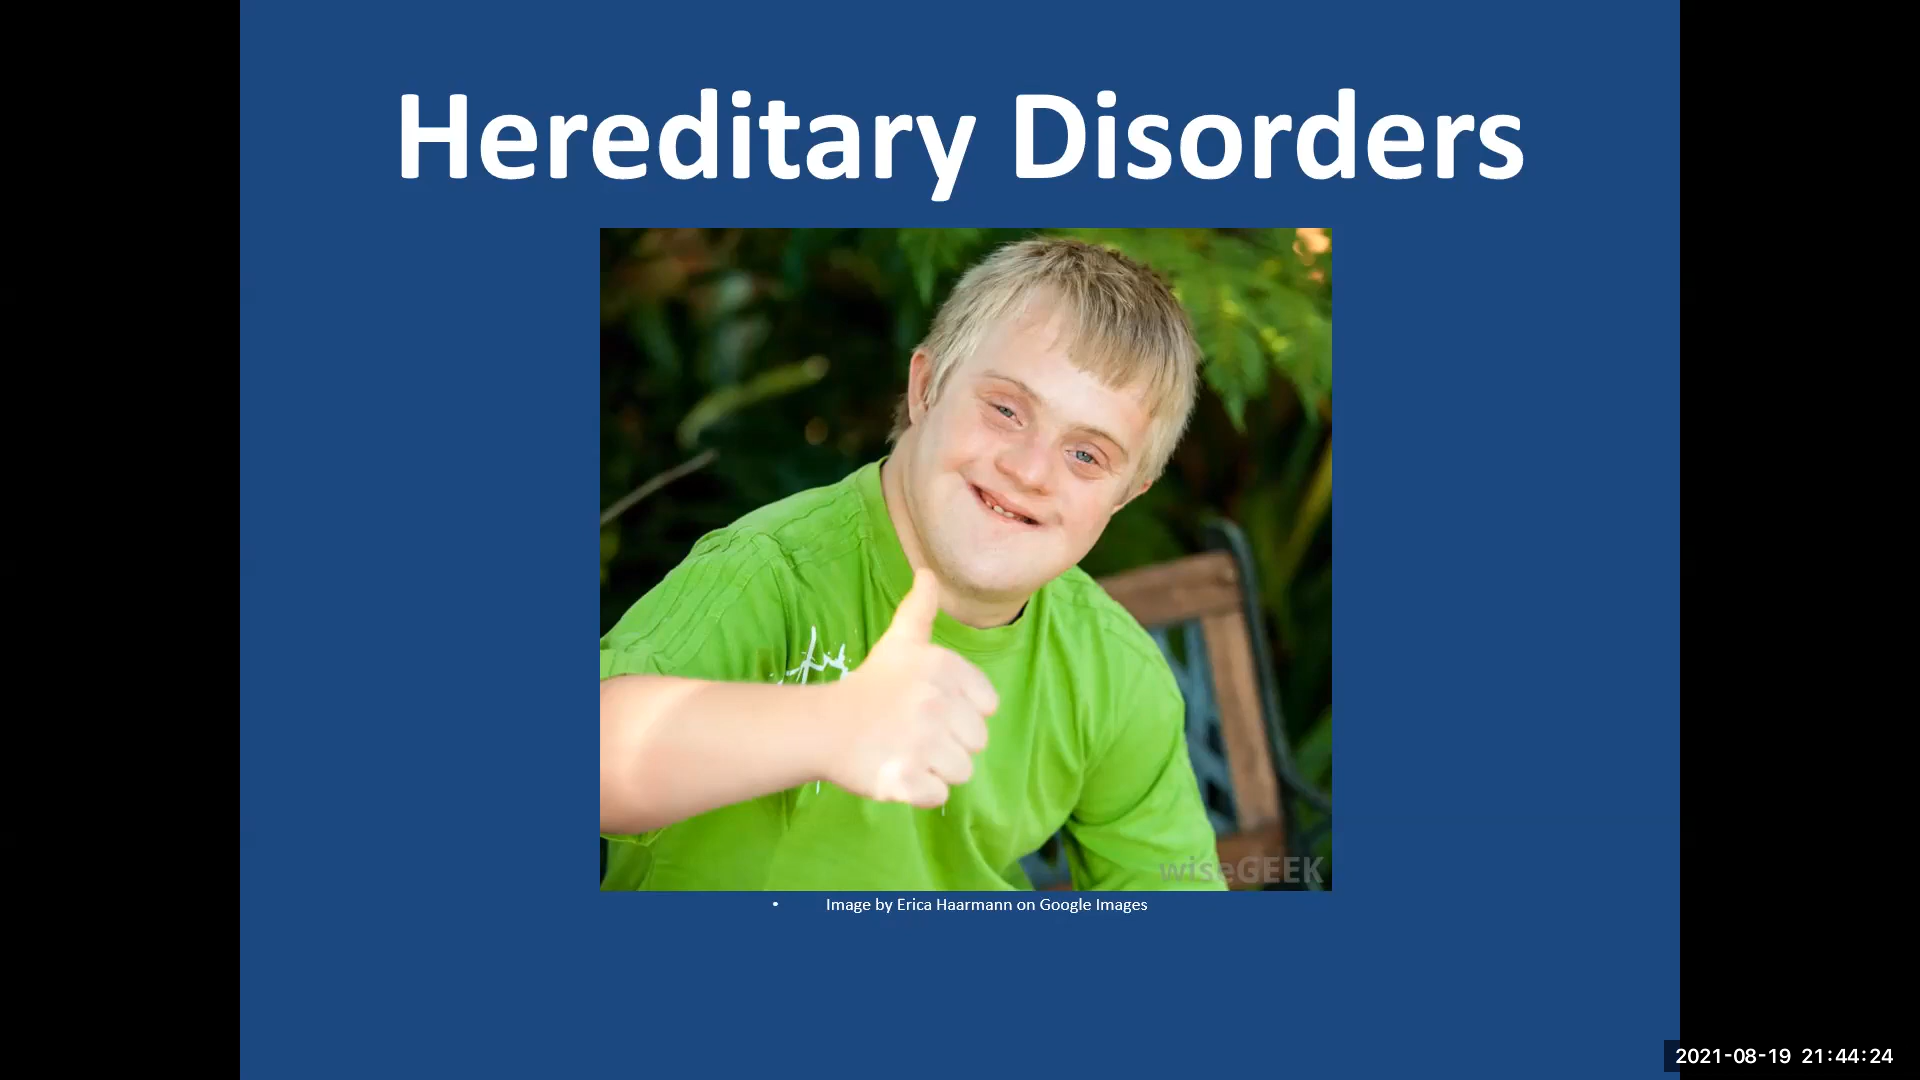 Hereditary Disorders
wiseGEEK
• Image by Erica Haarmann on Google Images
2021-08-19 21:44:24